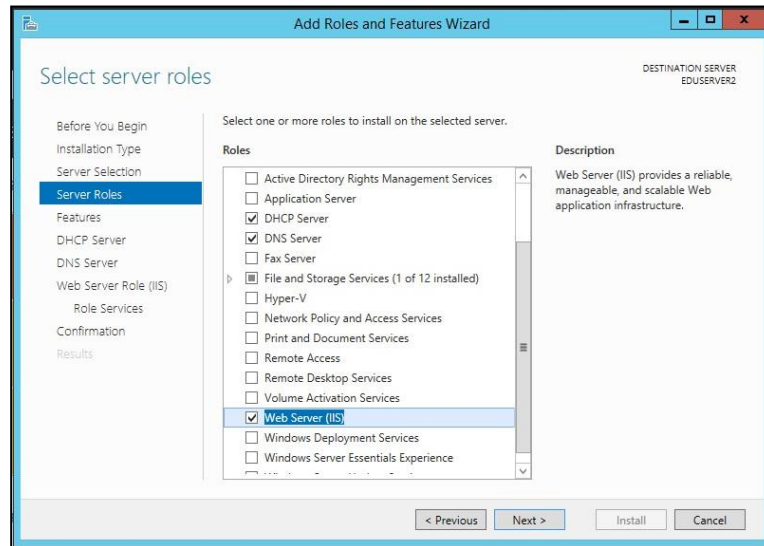 Add Roles and Features Wizard
Select server roles
DESTINATION SERVER
EDUSERVER2
Before You Begin
Installation Type
Server Selection
Server Roles
Features
DHCP Server
DNS Server
Web Server Role (IIS)
Role Services
Confirmation
Results
Select one or more roles to install on the selected server.
Roles
Active Directory Rights Management Services
Application Server
DHCP Server
DNS Server
Fax Server
File and Storage Services (1 of 12 installed)
Hyper-V
Network Policy and Access Services
Print and Document Services
Remote Access
Remote Desktop Services
Volume Activation Services
Web Server (IIS)
Windows Deployment Services
Windows Server Essentials Experience
Description
Web Server (IIS) provides a reliable,
manageable, and scalable Web
application infrastructure.
< Previous
Next >
Install
Cancel